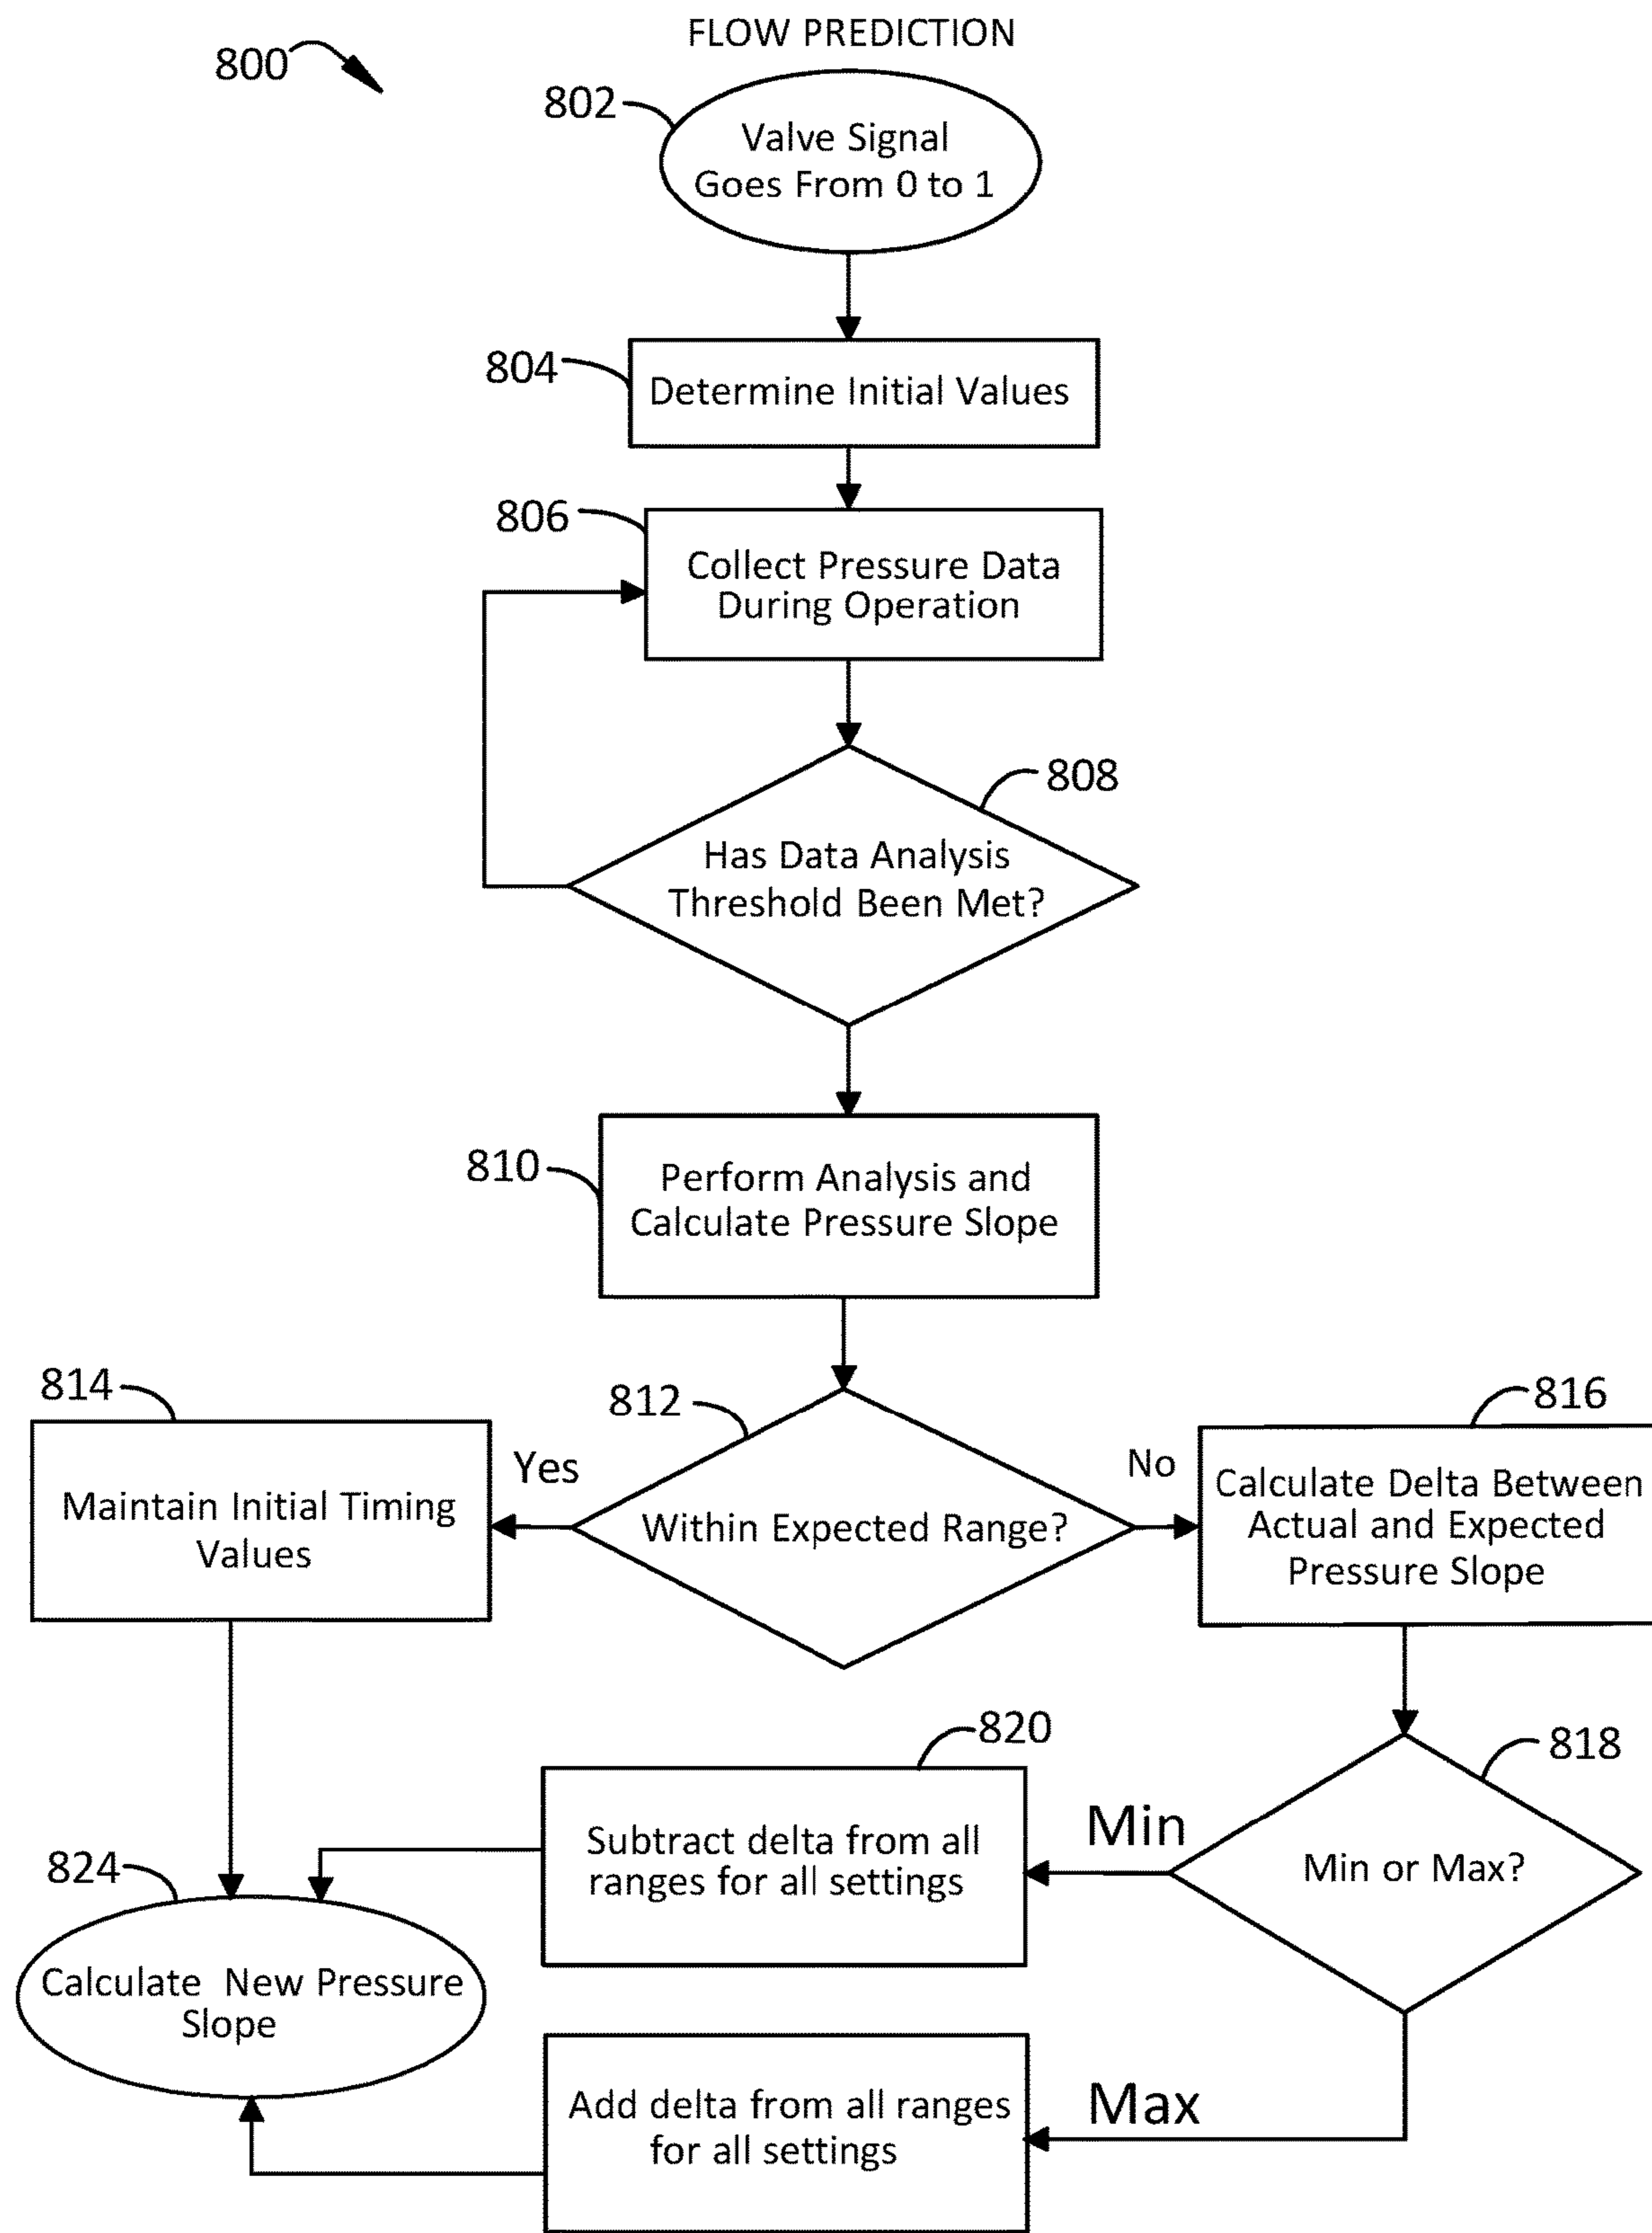 FLOW PREDICTION
800
802
Valve Signal
Goes From 0 to 1
804
Determine Initial Values
806
Collect Pressure Data
During Operation
808
Has Data Analysis
Threshold Been Met?
810
Perform Analysis and
Calculate Pressure Slope
812
Within Expected Range?
Yes
No
814
Maintain Initial Timing
Values
816
Calculate Delta Between
Actual and Expected
Pressure Slope
818
Min or Max?
Min
820
Subtract delta from all
ranges for all settings
824
Calculate  New Pressure
Slope
Max
Add delta from all ranges
for all settings